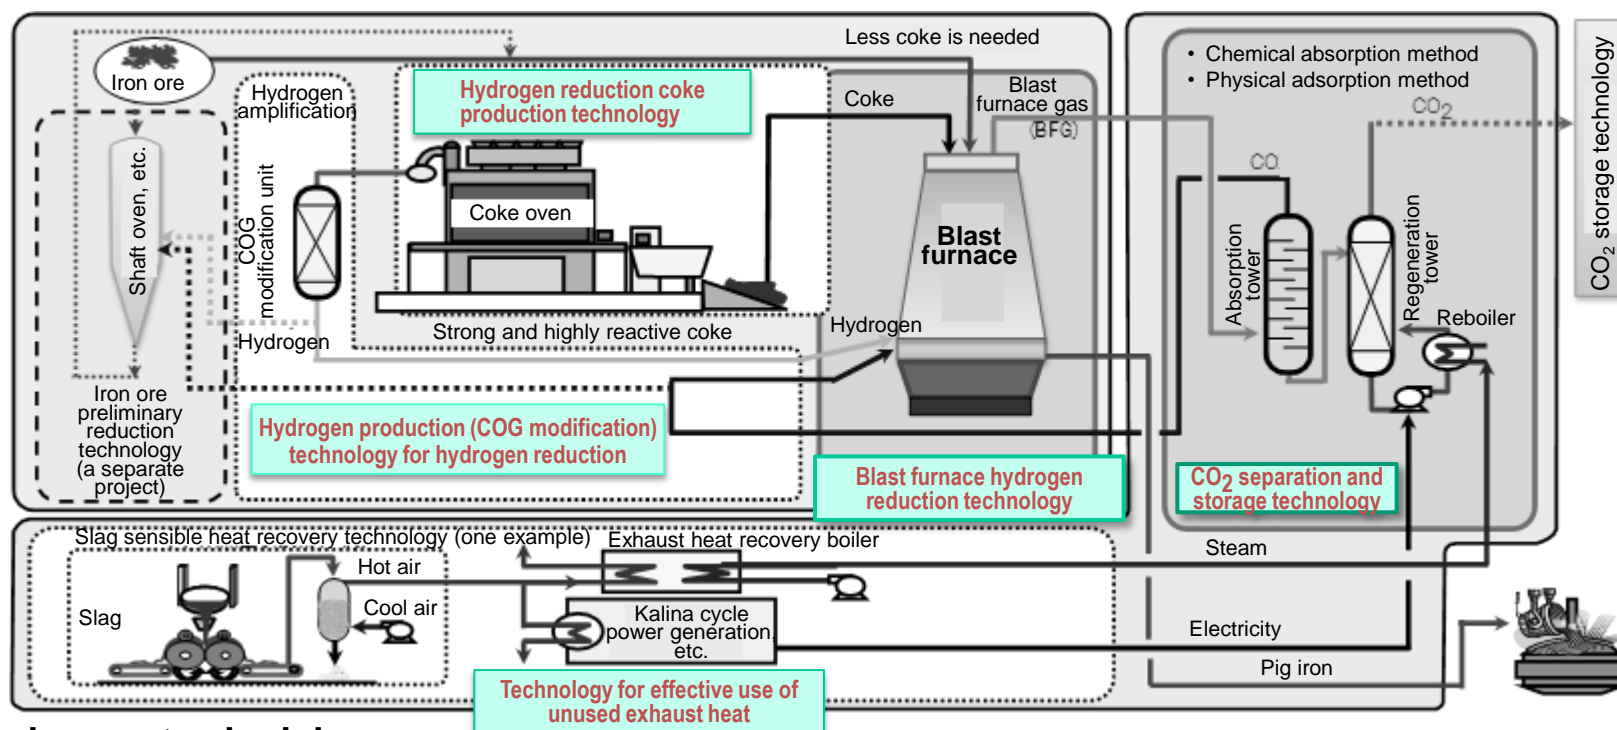 Less coke is needed
Iron ore
Hydrogen
amplification
Hydrogen reduction coke
production technology
Coke
Blast
furnace gas
(BFG)
• Chemical absorption method
• Physical adsorption method
CO2
CO2 storage technology
Shaft oven, etc.
COG
modification unit
Coke oven
Blast
furnace
CO
Absorption
tower
Regeneration
tower
Reboiler
Strong and highly reactive coke
Hydrogen
Hydrogen
Iron ore
preliminary
reduction
technology
(a separate
project)
Hydrogen production (COG modification)
technology for hydrogen reduction
Blast furnace hydrogen
reduction technology
CO2 separation and
storage technology
Slag sensible heat recovery technology (one example)
Exhaust heat recovery boiler
Steam
Hot air
Cool air
Slag
Kalina cycle
power generation,
etc.
Electricity
Pig iron
Technology for effective use of
unused exhaust heat